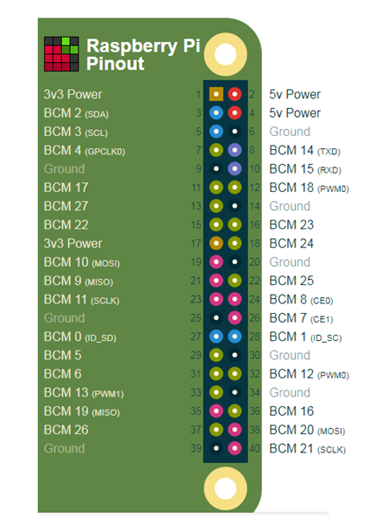 Raspberry Pi
Pinout
3v3 Power 1 2 5v Power
BCM 2 (SDA) 3 4 5v Power
BCM 3 (SCL) 5 6 Ground
BCM 4 (GPCLK0) 7 8 BCM 14 (TXD)
Ground 9 10 BCM 15 (RXD)
BCM 17 11 12 BCM 18 (PWM0)
BCM 27 13 14 Ground
BCM 22 15 16 BCM 23
3v3 Power 17 18 BCM 24
BCM 10 (MOSI) 19 20 Ground
BCM 9 (MISO) 21 22 BCM 25
BCM 11 (SCLK) 23 24 BCM 8 (CE0)
Ground 25 26 BCM 7 (CE1)
BCM 0 (ID_SD) 27 28 BCM 1 (ID_SC)
BCM 5 29 30 Ground
BCM 6 31 32 BCM 12 (PWM0)
BCM 13 (PWM1) 33 34 Ground
BCM 19 (MISO) 35 36 BCM 16
BCM 26 37 38 BCM 20 (MOSI)
Ground 39 40 BCM 21 (SCLK)